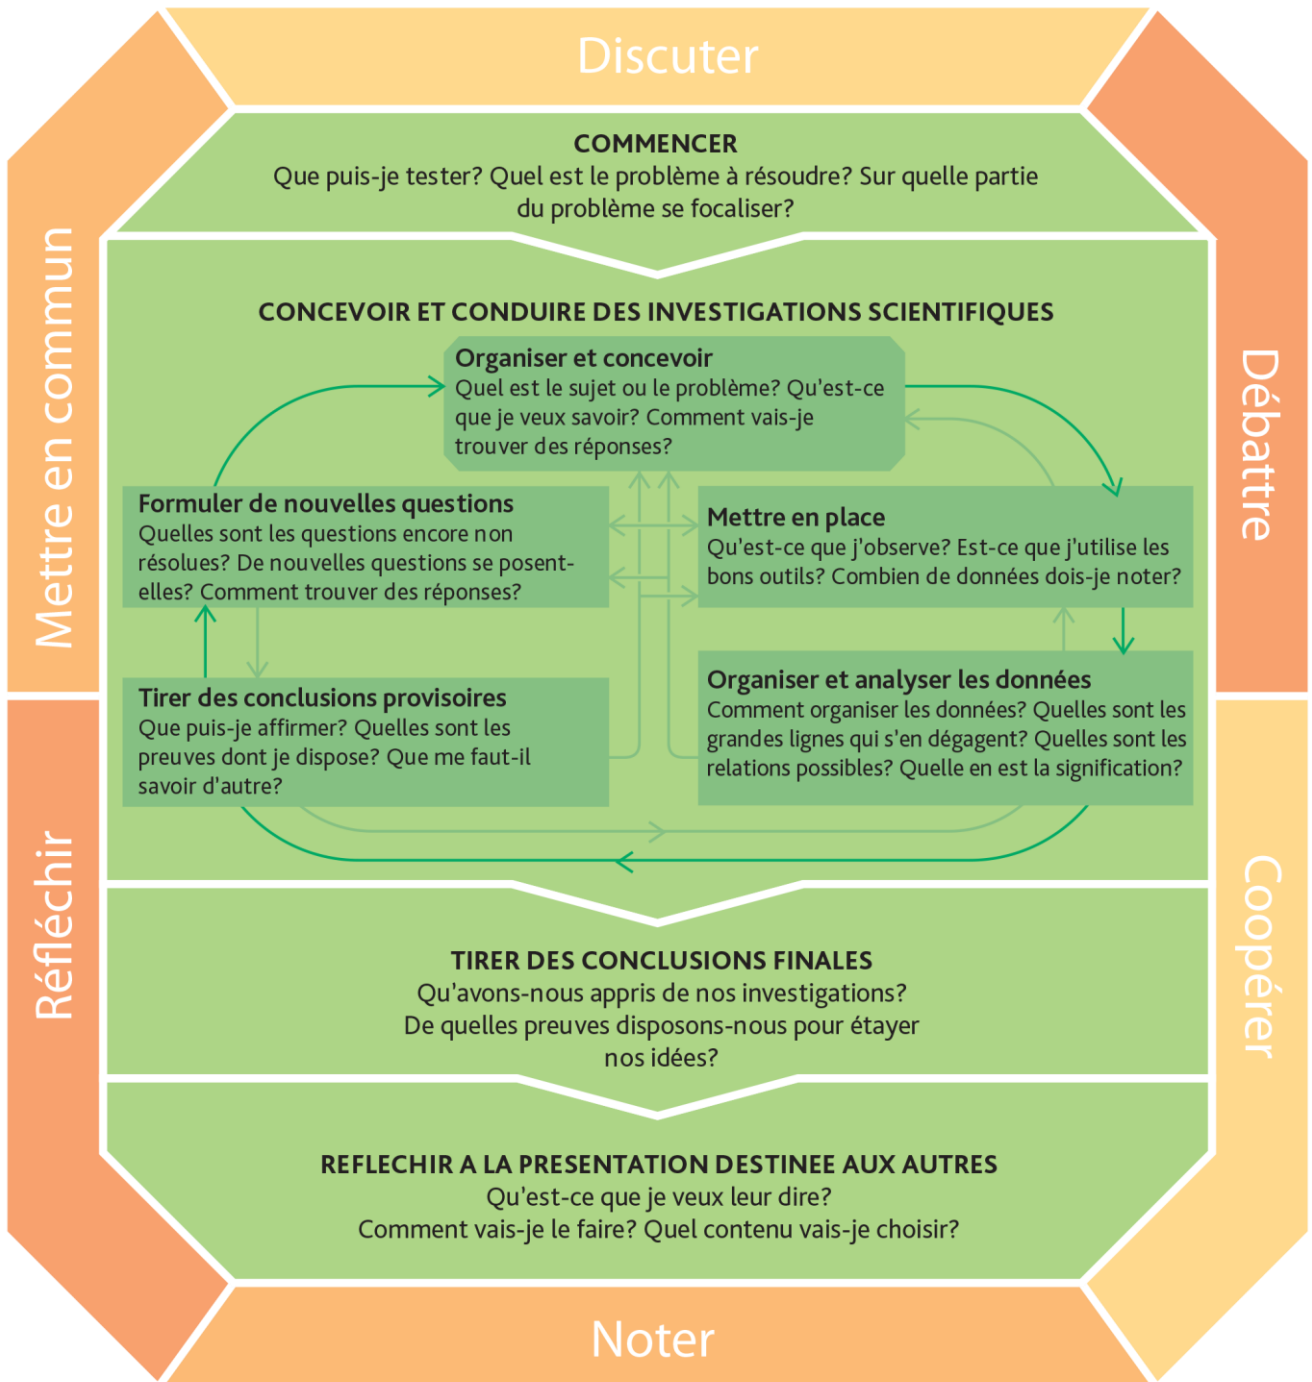 Discuter
COMMENCER
Que puis-je tester? Quel est le problème à résoudre? Sur quelle partie
du problème se focaliser?
Mettre en commun
Débattre
CONCEVOIR ET CONDUIRE DES INVESTIGATIONS SCIENTIFIQUES
Organiser et concevoir
Quel est le sujet ou le problème? Qu'est-ce
que je veux savoir? Comment vais-je
trouver des réponses?
Formuler de nouvelles questions
Quelles sont les questions encore non
résolues? De nouvelles questions se posent-
elles? Comment trouver des réponses?
Mettre en place
Qu'est-ce que j'observe? Est-ce que j'utilise les
bons outils? Combien de données dois-je noter?
Tirer des conclusions provisoires
Que puis-je affirmer? Quelles sont les
preuves dont je dispose? Que me faut-il
savoir d'autre?
Organiser et analyser les données
Comment organiser les données? Quelles sont les
grandes lignes qui s'en dégagent? Quelles sont les
relations possibles? Quelle en est la signification?
Réfléchir
Coopérer
TIRER DES CONCLUSIONS FINALES
Qu'avons-nous appris de nos investigations?
De quelles preuves disposons-nous pour étayer
nos idées?
REFLECHIR A LA PRESENTATION DESTINEE AUX AUTRES
Qu'est-ce que je veux leur dire?
Comment vais-je le faire? Quel contenu vais-je choisir?
Noter